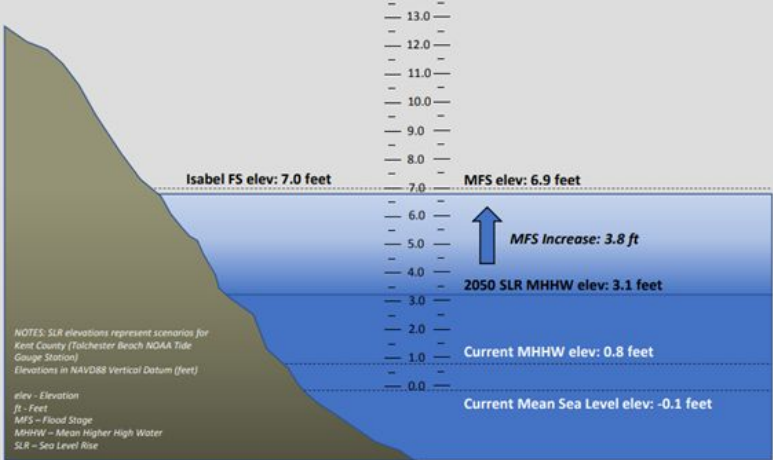 13.0
12.0
11.0
10.0
9.0
8.0
Isabel FS elev: 7.0 feet
7.0
MFS elev: 6.9 feet
6.0
MFS Increase: 3.8 ft
5.0
4.0
2050 SLR MHHW elev: 3.1 feet
3.0
2.0
Current MHHW elev: 0.8 feet
1.0
0.0
Current Mean Sea Level elev: -0.1 feet
NOTES: SLR elevations represent scenarios for
Kent County (Tolchester Beach NOAA Tide
Gauge Station)
Elevations in NAVD88 Vertical Datum (feet)
elev - Elevation
ft - Feet
MFS – Flood Stage
MHHW – Mean Higher High Water
SLR – Sea Level Rise